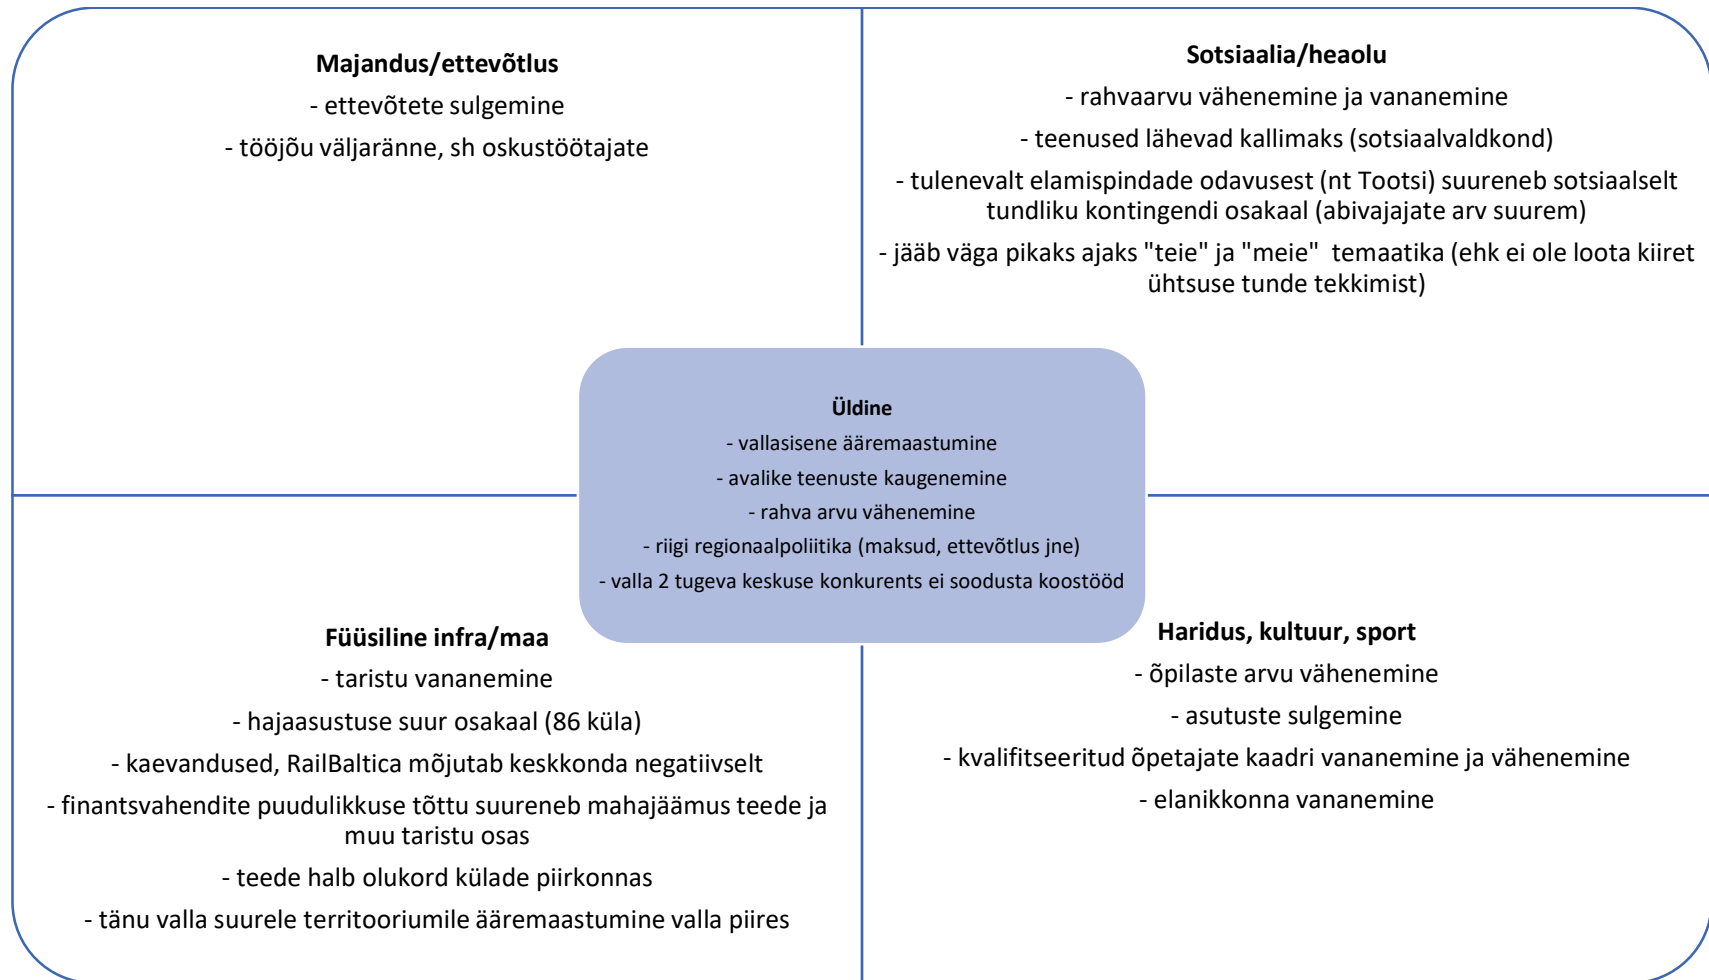 Majandus/ettevõtlus
- ettevõtete sulgemine
- tööjõu väljaränne, sh oskustöötajate
Sotsiaalia/heaolu
- rahvaarvu vähenemine ja vananemine
- teenused lähevad kallimaks (sotsiaalvaldkond)
- tulenevalt elamispindade odavusest (nt Tootsi) suureneb sotsiaalselt
tundliku kontingendi osakaal (abivajajate arv suurem)
- jääb väga pikaks ajaks "teie" ja "meie"  temaatika (ehk ei ole loota kiiret
ühtsuse tunde tekkimist)
Üldine
- vallasisene ääremaastumine
- avalike teenuste kaugenemine
- rahva arvu vähenemine
- riigi regionaalpoliitika (maksud, ettevõtlus jne)
- valla 2 tugeva keskuse konkurents ei soodusta koostööd
Füüsiline infra/maa
- taristu vananemine
- hajaasustuse suur osakaal (86 küla)
- kaevandused, RailBaltica mõjutab keskkonda negatiivselt
- finantsvahendite puudulikkuse tõttu suureneb mahajäämus teede ja
muu taristu osas
- teede halb olukord külade piirkonnas
- tänu valla suurele territooriumile ääremaastumine valla piires
Haridus, kultuur, sport
- õpilaste arvu vähenemine
- asutuste sulgemine
- kvalifitseeritud õpetajate kaadri vananemine ja vähenemine
- elanikkonna vananemine